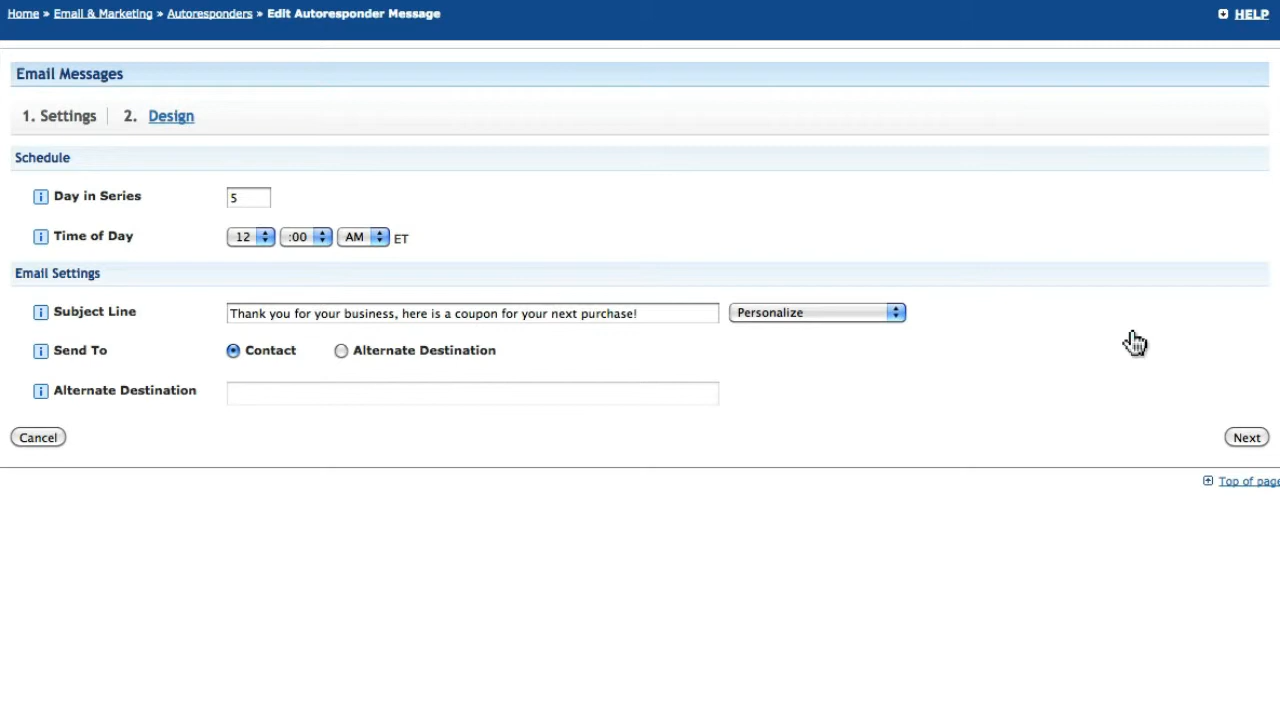 Home » Email & Marketing » Autoresponders » Edit Autoresponder Message HELP
Email Messages
1. Settings 2. Design
Schedule
i Day in Series 5
i Time of Day 12 :00 AM ET
Email Settings
i Subject Line Thank you for your business, here is a coupon for your next purchase! Personalize
i Send To Contact Alternate Destination
i Alternate Destination
Cancel Next
Top of page